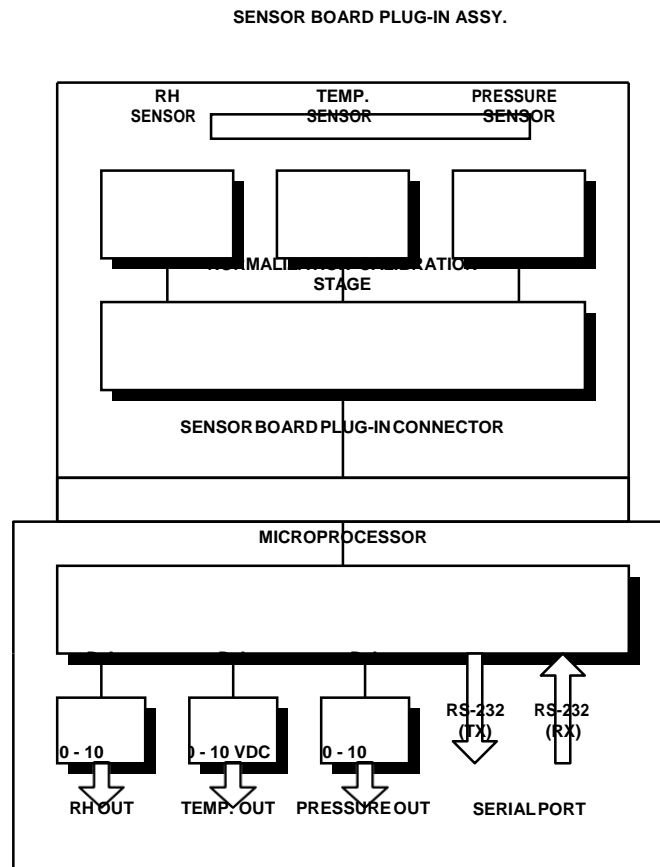 SENSOR BOARD PLUG-IN ASSY.
RH SENSOR
TEMP. SENSOR
PRESSURE SENSOR
STAGE
SENSOR BOARD PLUG-IN CONNECTOR
MICROPROCESSOR
RS-232 (TX)
RS-232 (RX)
0 - 10
0 - 10 VDC
0 - 10
RH OUT
TEMP. OUT
PRESSURE OUT
SERIAL PORT